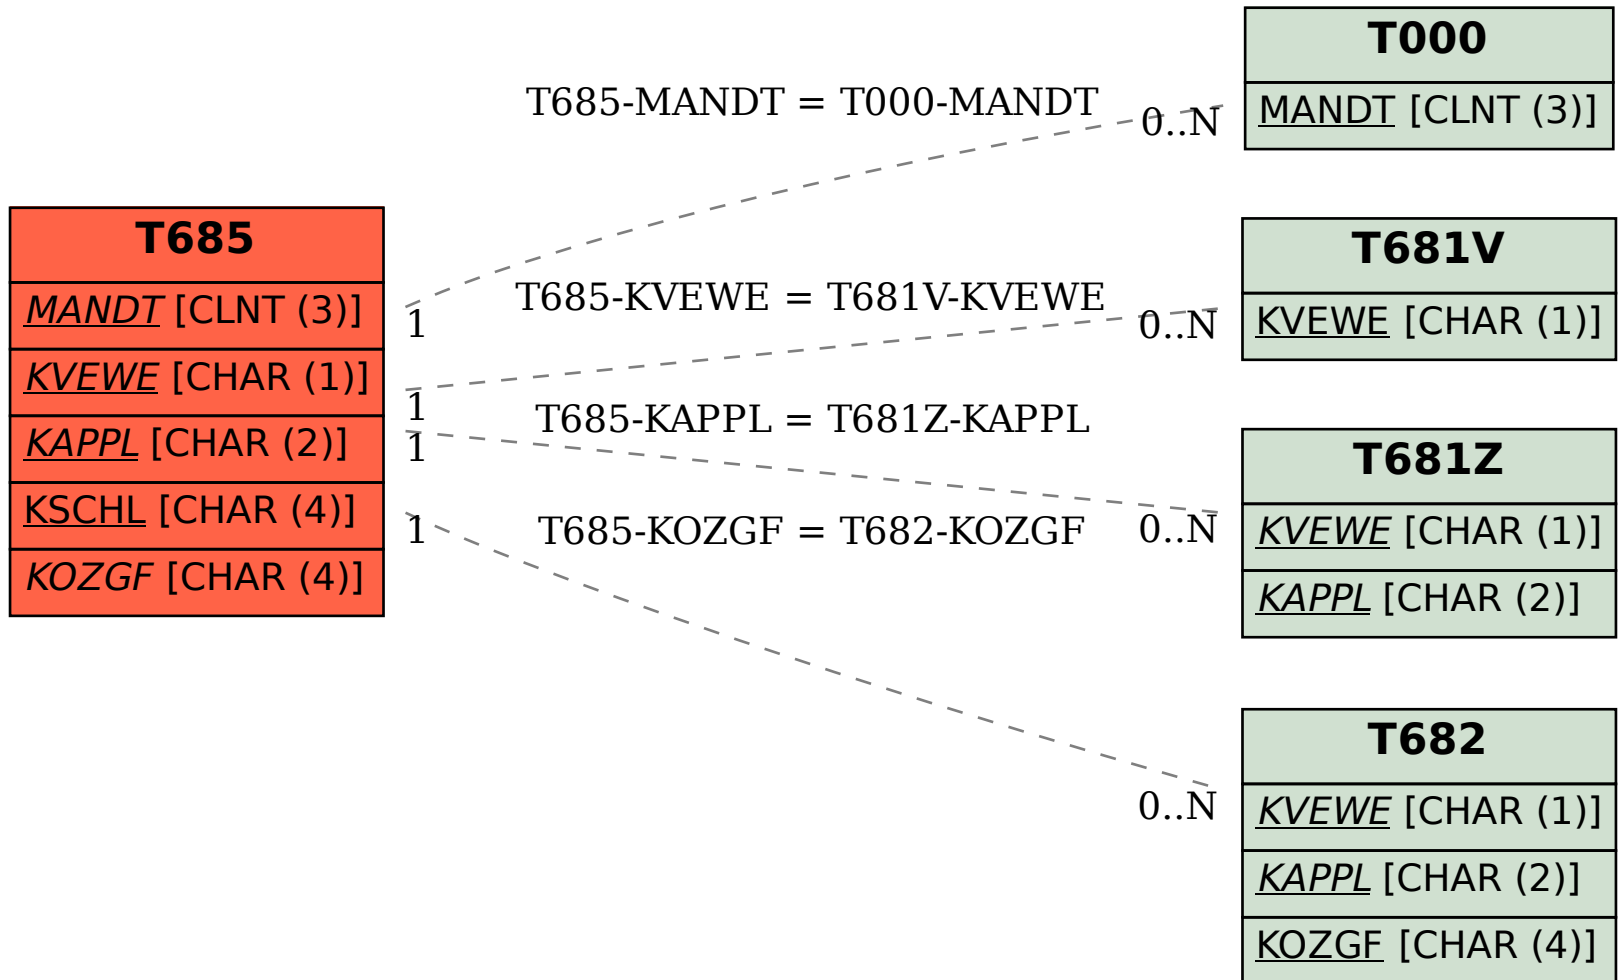 T000
MANDT [CLNT (3)]
T685-MANDT = T000-MANDT
0..N
T685
MANDT [CLNT (3)]
KVEWE [CHAR (1)]
KAPPL [CHAR (2)]
KSCHL [CHAR (4)]
KOZGF [CHAR (4)]
1
T685-KVEWE = T681V-KVEWE
0..N
T681V
KVEWE [CHAR (1)]
1
T685-KAPPL = T681Z-KAPPL
1
0..N
T681Z
KVEWE [CHAR (1)]
KAPPL [CHAR (2)]
1
T685-KOZGF = T682-KOZGF
0..N
T682
KVEWE [CHAR (1)]
KAPPL [CHAR (2)]
KOZGF [CHAR (4)]